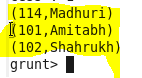 (114,Madhuri)
(101,Amitabh)
(102,Shahrukh)
grunt>